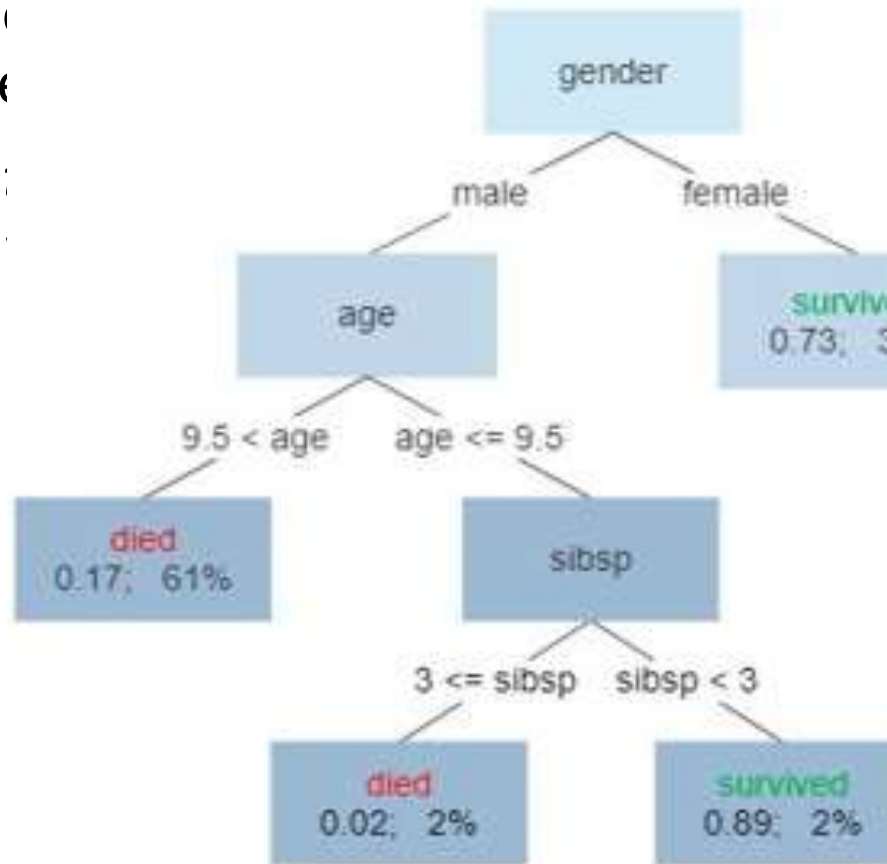 gender
male female
age
0.73;
9.5 < age age <= 9.5
died
0.17; 61%
sibsp
3 <= sibsp sibsp < 3
died
0.02; 2%
survived
0.89; 2%